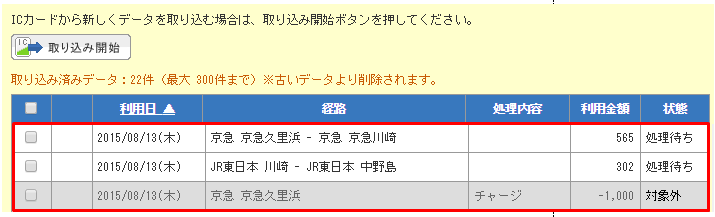 ICカードから新しくデータを取り込む場合は、取り込み開始ボタンを押してください。
IC 取り込み開始
取り込み済みデータ：22件（最大 300件まで）※古いデータより削除されます。
利用日 ▲ 経路 処理内容 利用金額 状態
2015/08/13(木) 京急 京急久里浜 - 京急 京急川崎 565 処理待ち
2015/08/13(木) JR東日本 川崎 - JR東日本 中野島 302 処理待ち
2015/08/13(木) 京急 京急久里浜 チャージ -1,000 対象外